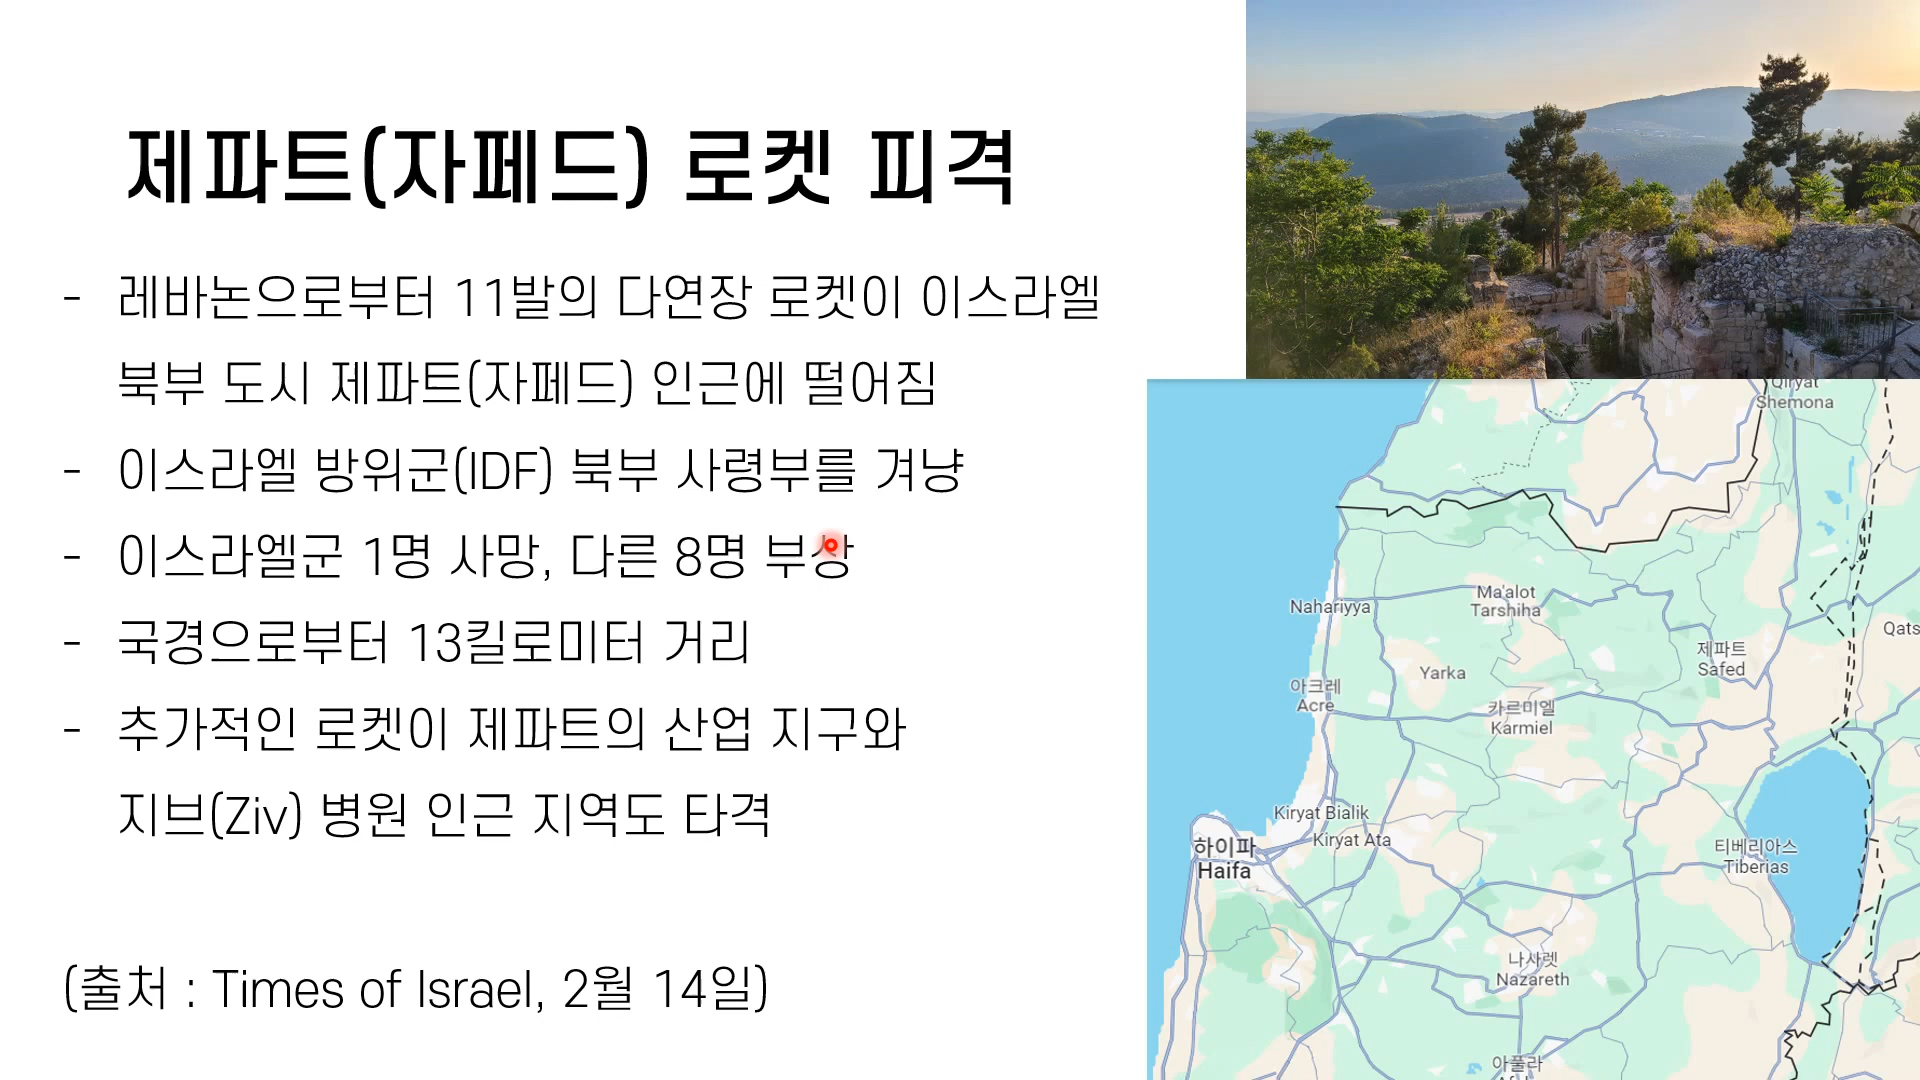 제파트(자페드) 로켓 피격
- 레바논으로부터 11발의 다연장 로켓이 이스라엘
북부 도시 제파트(자페드) 인근에 떨어짐
- 이스라엘 방위군(IDF) 북부 사령부를 겨냥
- 이스라엘군 1명 사망, 다른 8명 부상
- 국경으로부터 13킬로미터 거리
- 추가적인 로켓이 제파트의 산업 지구와
지브(Ziv) 병원 인근 지역도 타격
(출처 : Times of Israel, 2월 14일)
Qiryat
Shemona
Nahariyya
Ma'alot
Tarshiha
Qats
제파트
Safed
Yarka
아크레
Acre
카르미엘
Karmiel
Kiryat Bialik
Kiryat Ata
하이파
Haifa
티베리아스
Tiberias
나사렛
Nazareth
아풀라